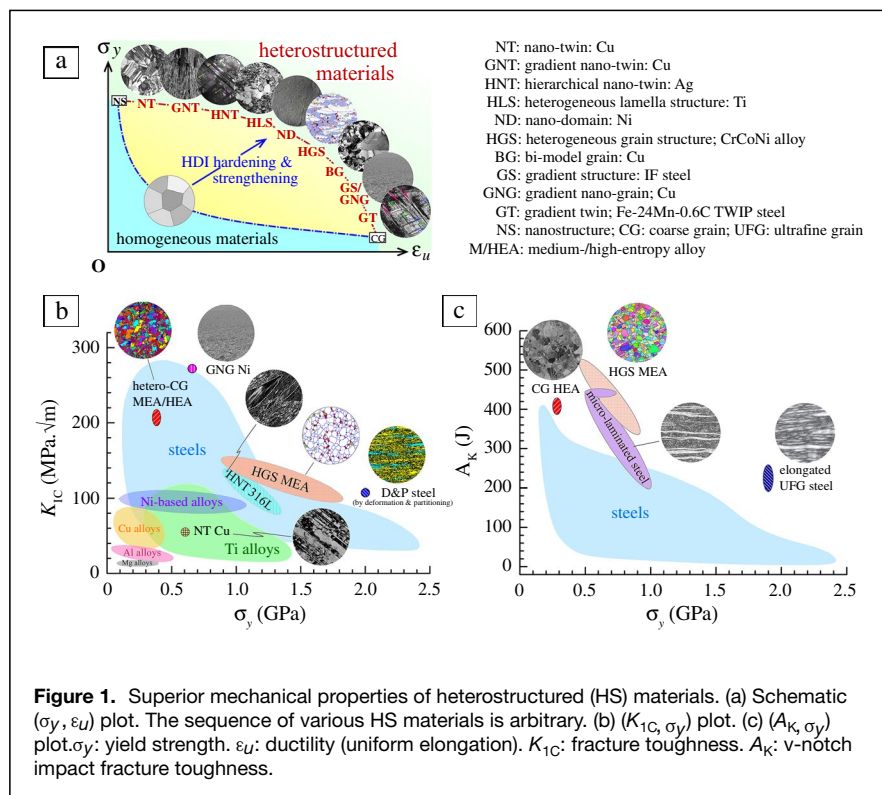 a
σy
heterostructured
materials
NS
NT
GNT
HNT
HLS
ND
HGS
BG
GS/
GNG
GT
CG
HDI hardening &
strengthening
homogeneous materials
O
εu
NT: nano-twin: Cu
GNT: gradient nano-twin: Cu
HNT: hierarchical nano-twin: Ag
HLS: heterogeneous lamella structure: Ti
ND: nano-domain: Ni
HGS: heterogeneous grain structure; CrCoNi alloy
BG: bi-model grain: Cu
GS: gradient structure: IF steel
GNG: gradient nano-grain; Cu
GT: gradient twin; Fe-24Mn-0.6C TWIP steel
NS: nanostructure; CG: coarse grain; UFG: ultrafine grain
M/HEA: medium-/high-entropy alloy
b
K1C (MPa.√m)
300
200
100
0
GNG Ni
hetero-CG
MEA/HEA
steels
HGS MEA
HNT316L
D&P steel
(by deformation & partitioning)
Ni-based alloys
Cu alloys
NT Cu
Ti alloys
Al alloys
Mg alloys
0.0 0.5 1.0 1.5 2.0 2.5
σy (GPa)
c
AK (J)
600
500
400
300
200
100
0
HGS MEA
CG HEA
micro-laminated steel
elongated
UFG steel
steels
0.0 0.5 1.0 1.5 2.0 2.5
σy (GPa)
Figure 1. Superior mechanical properties of heterostructured (HS) materials. (a) Schematic
(σy, εu) plot. The sequence of various HS materials is arbitrary. (b) (K1C, σy) plot. (c) (AK, σy)
plot.σy: yield strength. εu: ductility (uniform elongation). K1C: fracture toughness. AK: v-notch
impact fracture toughness.